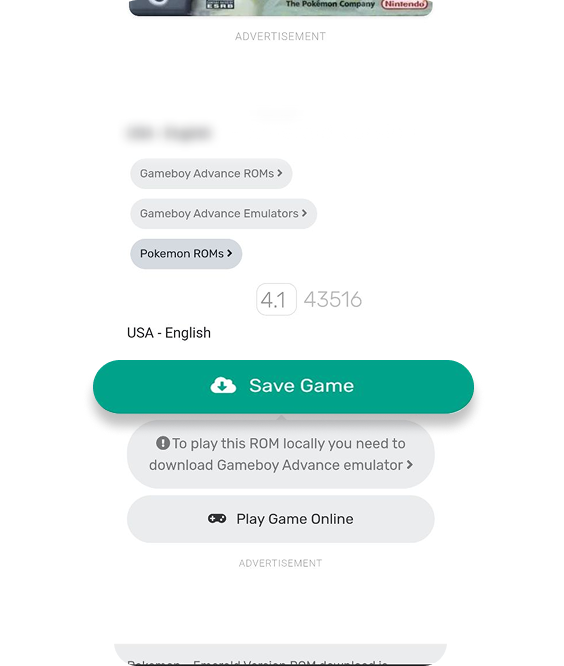 ESRB
The Pokémon Company
Nintendo
ADVERTISEMENT
USA - English
Gameboy Advance ROMs >
Gameboy Advance Emulators >
Pokemon ROMs >
4.1 43516
USA - English
Save Game
To play this ROM locally you need to
download Gameboy Advance emulator >
Play Game Online
ADVERTISEMENT
Pokemon - Emerald Version ROM download is